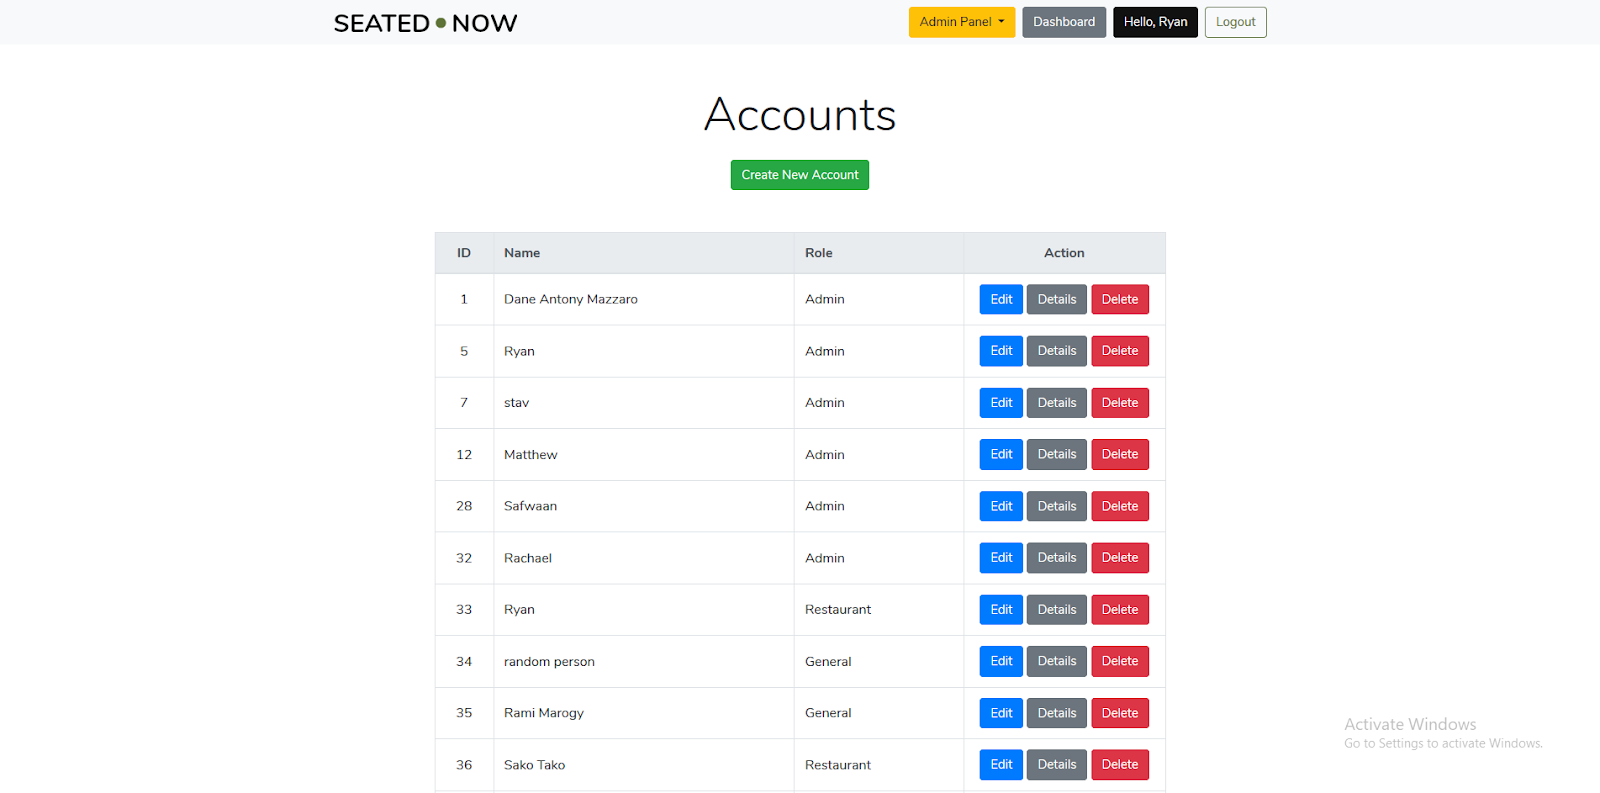 SEATED NOW Admin Panel Dashboard Hello, Ryan Logout
Accounts
Create New Account
ID Name Role Action
1 Dane Antony Mazzaro Admin Edit Details Delete
5 Ryan Admin Edit Details Delete
7 stav Admin Edit Details Delete
12 Matthew Admin Edit Details Delete
28 Safwaan Admin Edit Details Delete
32 Rachael Admin Edit Details Delete
33 Ryan Restaurant Edit Details Delete
34 random person General Edit Details Delete
35 Rami Marogy General Edit Details Delete
36 Sako Tako Restaurant Edit Details Delete
Activate Windows
Go to Settings to activate Windows.